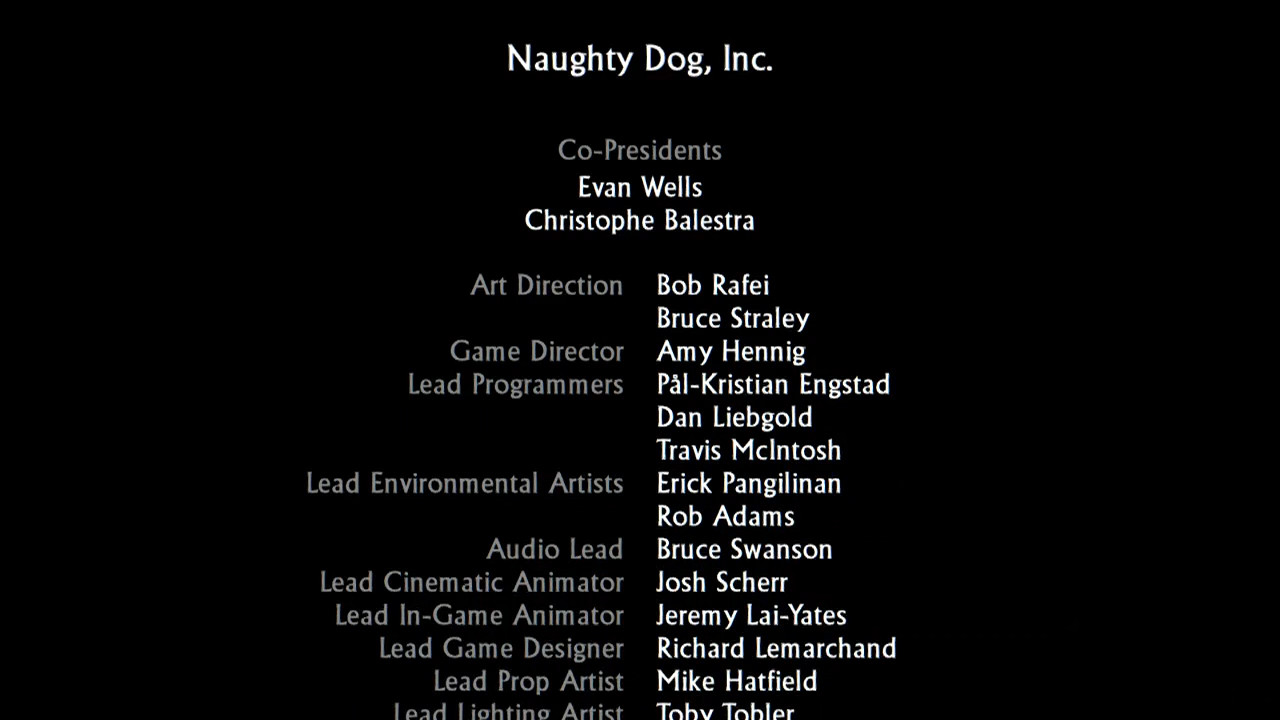 Naughty Dog, Inc.
Co-Presidents
Evan Wells
Christophe Balestra
Art Direction Bob Rafei
Bruce Straley
Game Director Amy Hennig
Lead Programmers Pål-Kristian Engstad
Dan Liebgold
Travis McIntosh
Lead Environmental Artists Erick Pangilinan
Rob Adams
Audio Lead Bruce Swanson
Lead Cinematic Animator Josh Scherr
Lead In-Game Animator Jeremy Lai-Yates
Lead Game Designer Richard Lemarchand
Lead Prop Artist Mike Hatfield
Lead Lighting Artist Toby Tobler